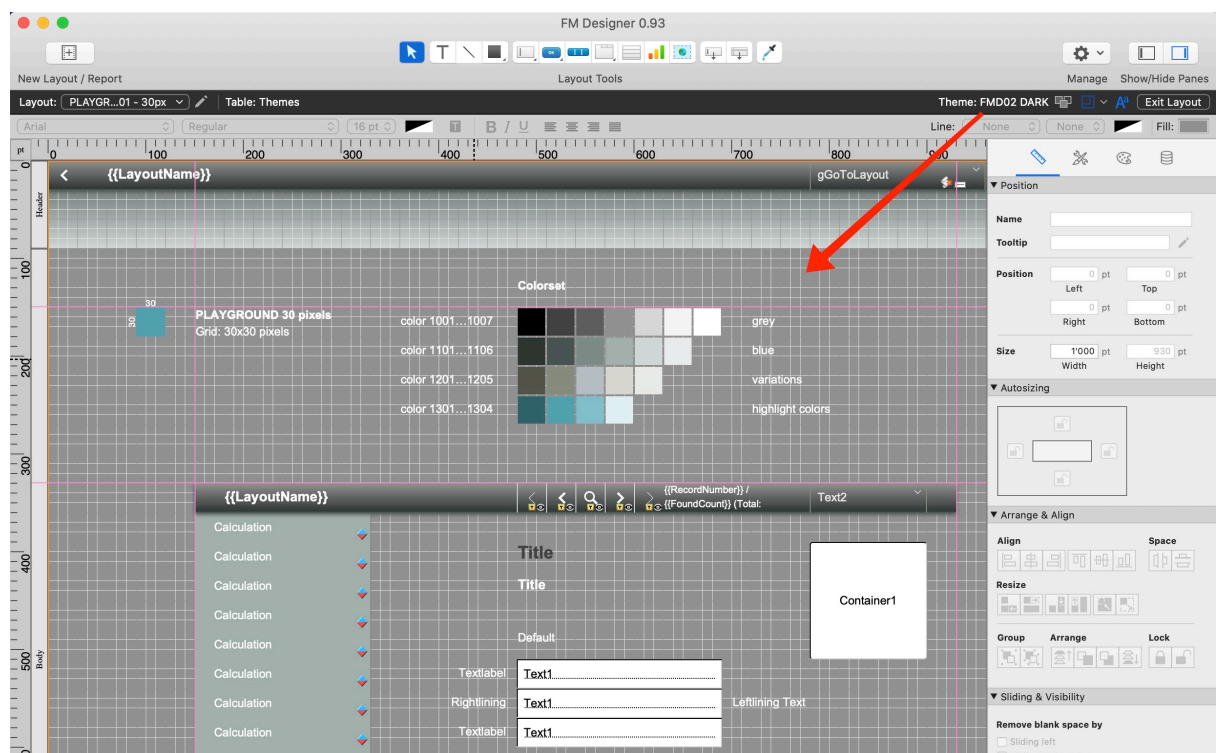 FM Designer 0.93
New Layout / Report
Layout Tools
Manage
Show/Hide Panes
Layout:
PLAYGR...01 - 30px
Table: Themes
Theme: FMD02 DARK
Exit Layout
Arial
Regular
16 pt
B I U
Line:
None
None
Fill:
pt
0 100 200 300 400 500 600 700 800 900
{{LayoutName}}
gGoToLayout
Header
0
100
Colorset
30
30
PLAYGROUND 30 pixels
Grid: 30x30 pixels
color 1001...1007
grey
color 1101...1106
blue
200
color 1201...1205
variations
color 1301...1304
highlight colors
300
{{LayoutName}}
{{RecordNumber}} /
{{FoundCount}} (Total:
Text2
Calculation
Calculation
Calculation
Calculation
Calculation
Calculation
Calculation
Calculation
400
500
Body
Title
Title
Default
Container1
Textlabel
Text1
Rightlining
Text1
Leftlining Text
Textlabel
Text1
Position
Name
Tooltip
Position
0 pt
0 pt
Left
Top
0 pt
0 pt
Right
Bottom
Size
1'000 pt
930 pt
Width
Height
Autosizing
Arrange & Align
Align
Space
Resize
Group
Arrange
Lock
Sliding & Visibility
Remove blank space by
Sliding left